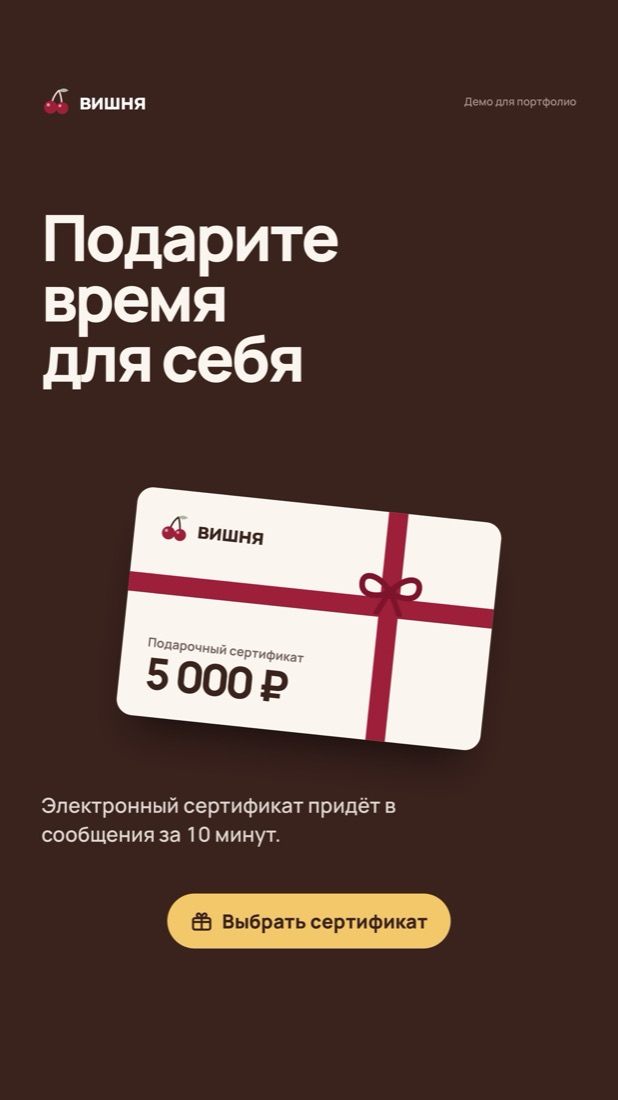 ВИШНЯ
Демо для портфолио
Подарите
время
для себя
ВИШНЯ
Подарочный сертификат
5 000 ₽
Электронный сертификат придёт в
сообщения за 10 минут.
Выбрать сертификат